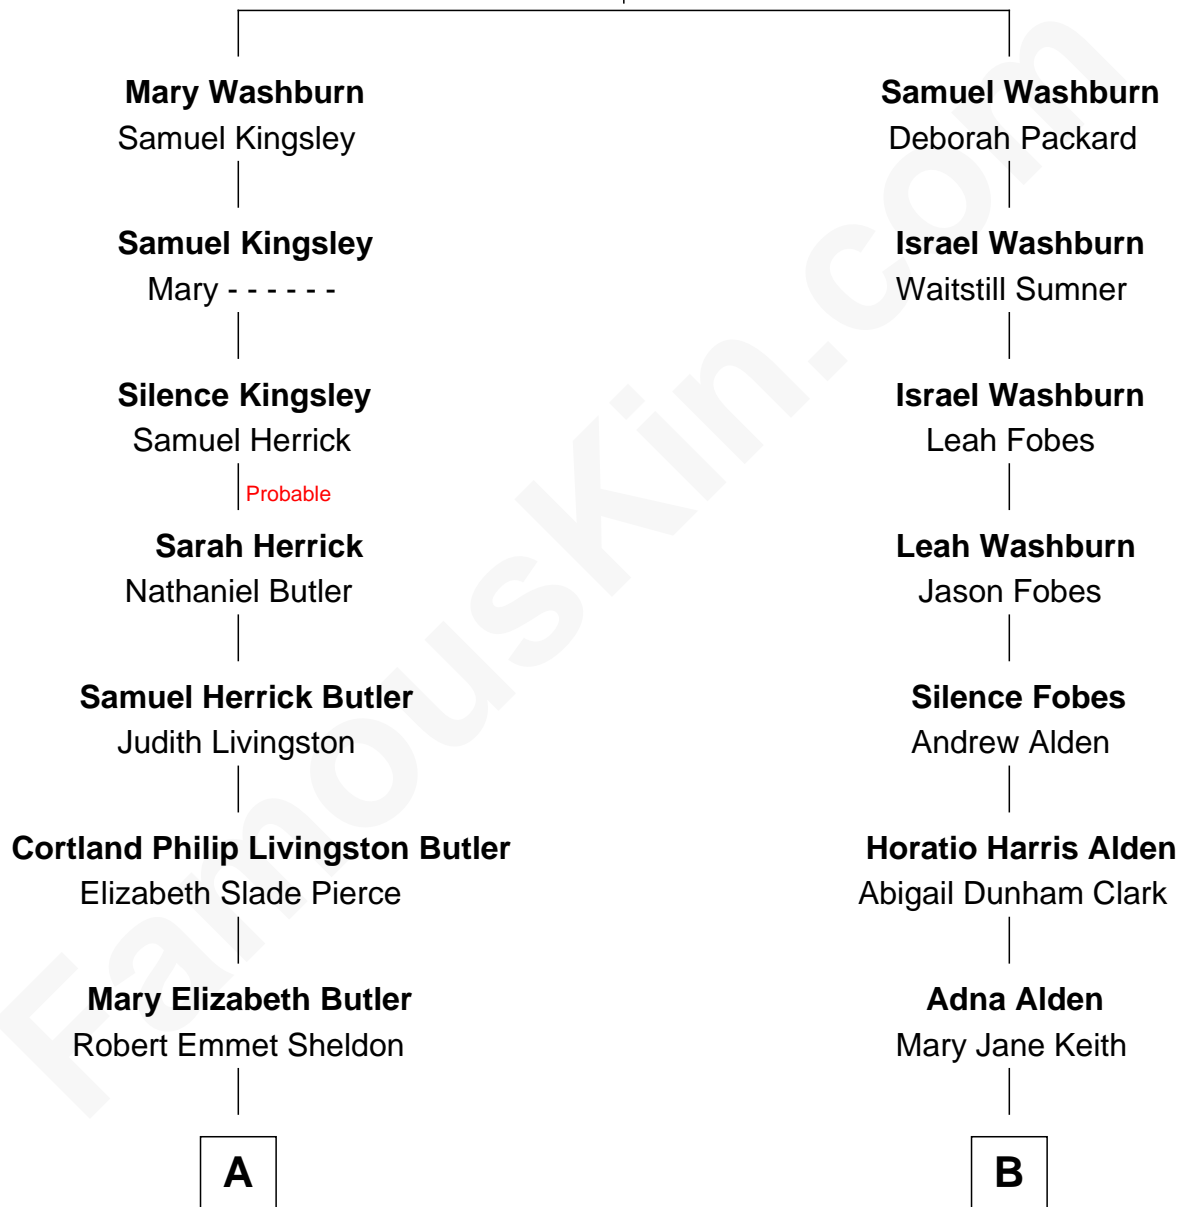 Mary Washburn
Samuel Kingsley
Samuel Washburn
Deborah Packard
Samuel Kingsley
Mary - - - - - -
Israel Washburn
Waitstill Sumner
Silence Kingsley
Samuel Herrick
Israel Washburn
Leah Fobes
Probable
Sarah Herrick
Nathaniel Butler
Leah Washburn
Jason Fobes
Samuel Herrick Butler
Judith Livingston
Silence Fobes
Andrew Alden
Cortland Philip Livingston Butler
Elizabeth Slade Pierce
Horatio Harris Alden
Abigail Dunham Clark
Mary Elizabeth Butler
Robert Emmet Sheldon
Adna Alden
Mary Jane Keith
A
B
FamousKin.com